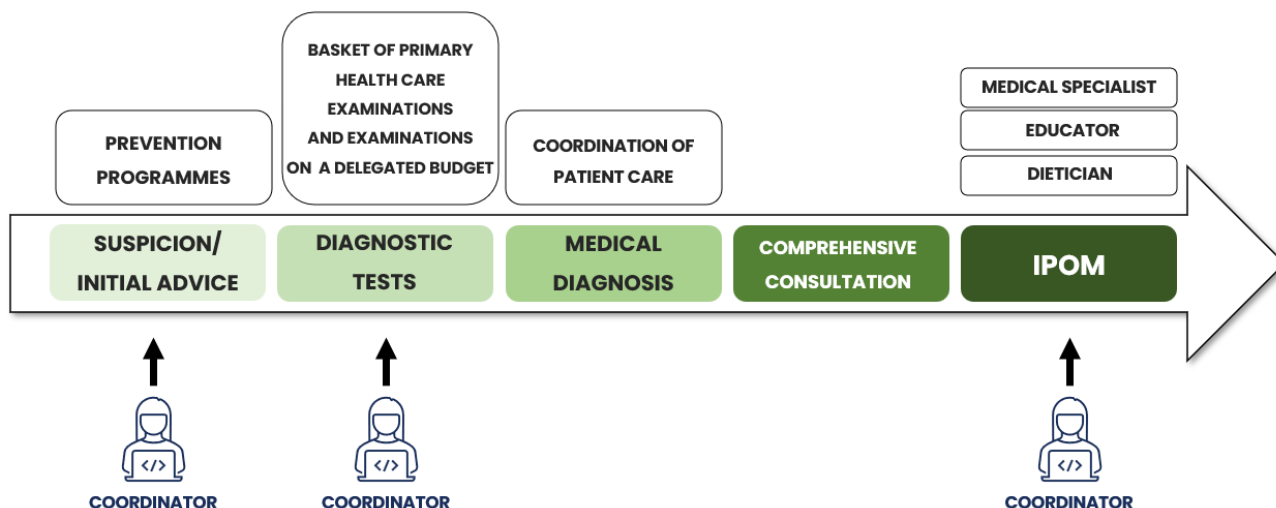 BASKET OF PRIMARY
HEALTH CARE
EXAMINATIONS
AND EXAMINATIONS
ON A DELEGATED BUDGET
PREVENTION
PROGRAMMES
COORDINATION OF
PATIENT CARE
MEDICAL SPECIALIST
EDUCATOR
DIETICIAN
SUSPICION/
INITIAL ADVICE
DIAGNOSTIC
TESTS
MEDICAL
DIAGNOSIS
COMPREHENSIVE
CONSULTATION
IPOM
</>
COORDINATOR
</>
COORDINATOR
</>
COORDINATOR